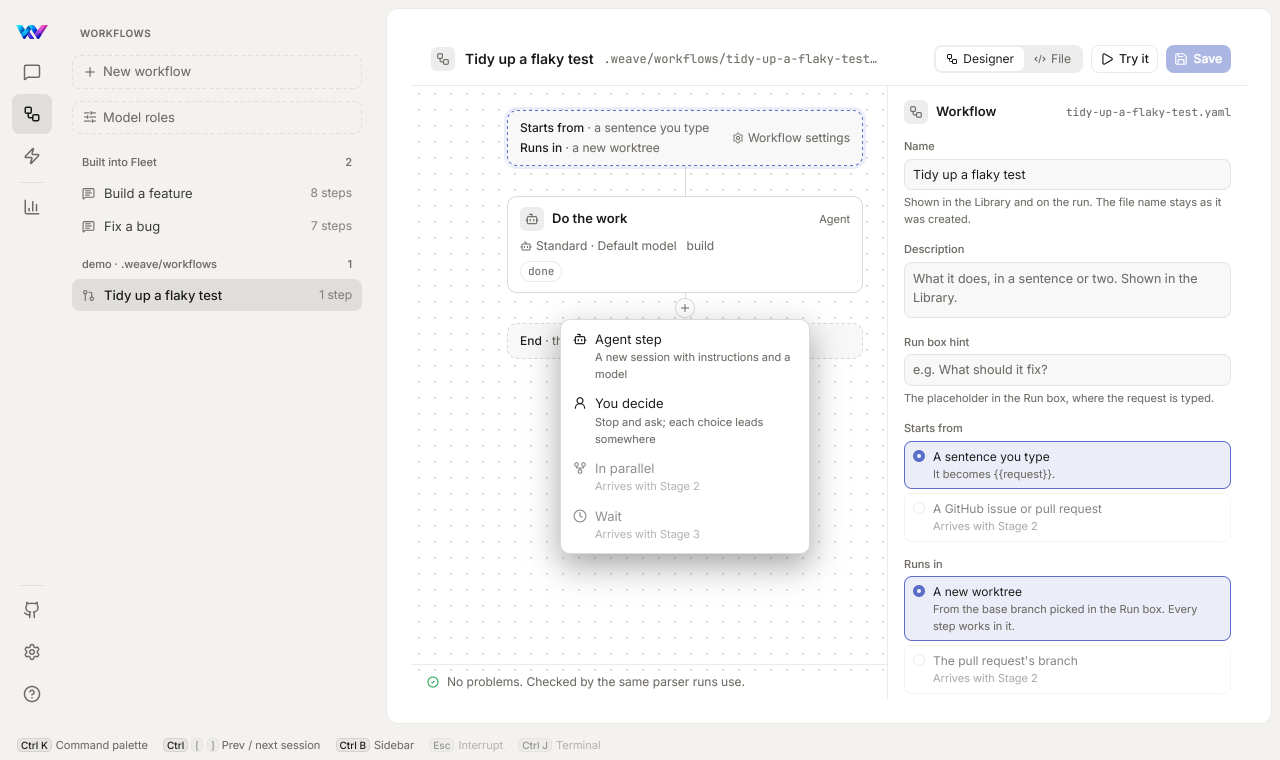 WORKFLOWS
New workflow
Model roles
Built into Fleet 2
Build a feature 8 steps
Fix a bug 7 steps
demo · .weave/workflows 1
Tidy up a flaky test 1 step
Tidy up a flaky test .weave/workflows/tidy-up-a-flaky-test…
Designer
File
Try it
Save
Starts from · a sentence you type
Runs in · a new worktree
Workflow settings
Do the work Agent
Standard · Default model build
done
End · th
Agent step
A new session with instructions and a
model
You decide
Stop and ask; each choice leads
somewhere
In parallel
Arrives with Stage 2
Wait
Arrives with Stage 3
No problems. Checked by the same parser runs use.
Workflow tidy-up-a-flaky-test.yaml
Name
Tidy up a flaky test
Shown in the Library and on the run. The file name stays as it
was created.
Description
What it does, in a sentence or two. Shown in the
Library.
Run box hint
e.g. What should it fix?
The placeholder in the Run box, where the request is typed.
Starts from
A sentence you type
It becomes {{request}}.
A GitHub issue or pull request
Arrives with Stage 2
Runs in
A new worktree
From the base branch picked in the Run box. Every
step works in it.
The pull request's branch
Arrives with Stage 2
Ctrl K Command palette · Ctrl [ ] Prev / next session · Ctrl B Sidebar · Esc Interrupt · Ctrl J Terminal